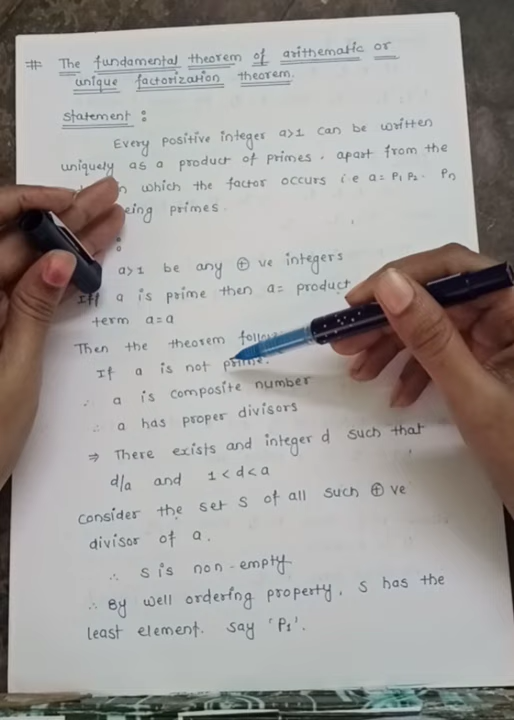 # The fundamental theorem of arithematic or
unique factorization theorem.
statement :
Every positive integer a>1 can be written
uniquely as a product of primes. apart from the
in which the factor occurs i e a= P1 P2. Pn
being primes.
:
a>1 be any ⊕ ve integers
If a is prime then a= product
term a=a
Then the theorem
If a is not prime.
∴ a is composite number
∴ a has proper divisors
⇒ There exists and integer d such that
d/a and 1<d<a
Consider the set S of all such ⊕ ve
divisor of a.
∴ S is non-empty
∴ By well ordering property, S has the
least element. say 'P1'.